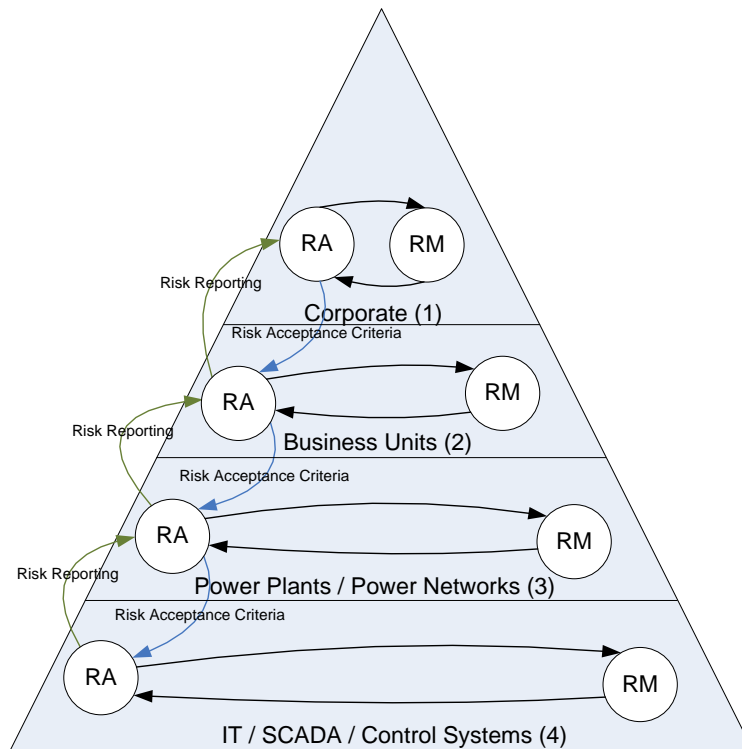 RA
RM
Risk Reporting
Corporate (1)
Risk Acceptance Criteria
RA
RM
Risk Reporting
Business Units (2)
Risk Acceptance Criteria
RA
RM
Risk Reporting
Power Plants / Power Networks (3)
Risk Acceptance Criteria
RA
RM
IT / SCADA / Control Systems (4)